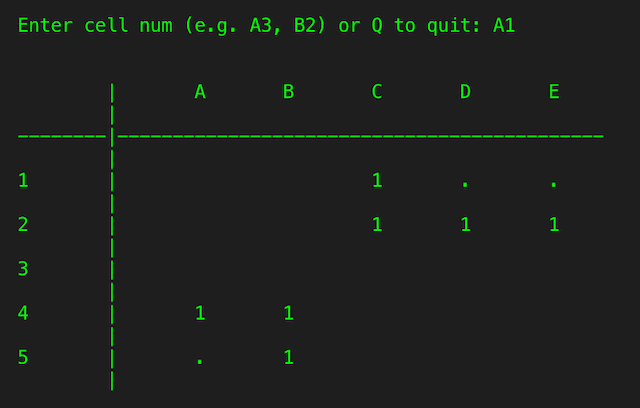 Enter cell num (e.g. A3, B2) or Q to quit: A1
| A B C D E
|
--------|--------------------------------------------
|
1 | 1 . .
|
2 | 1 1 1
|
3 |
|
4 | 1 1
|
5 | . 1
|